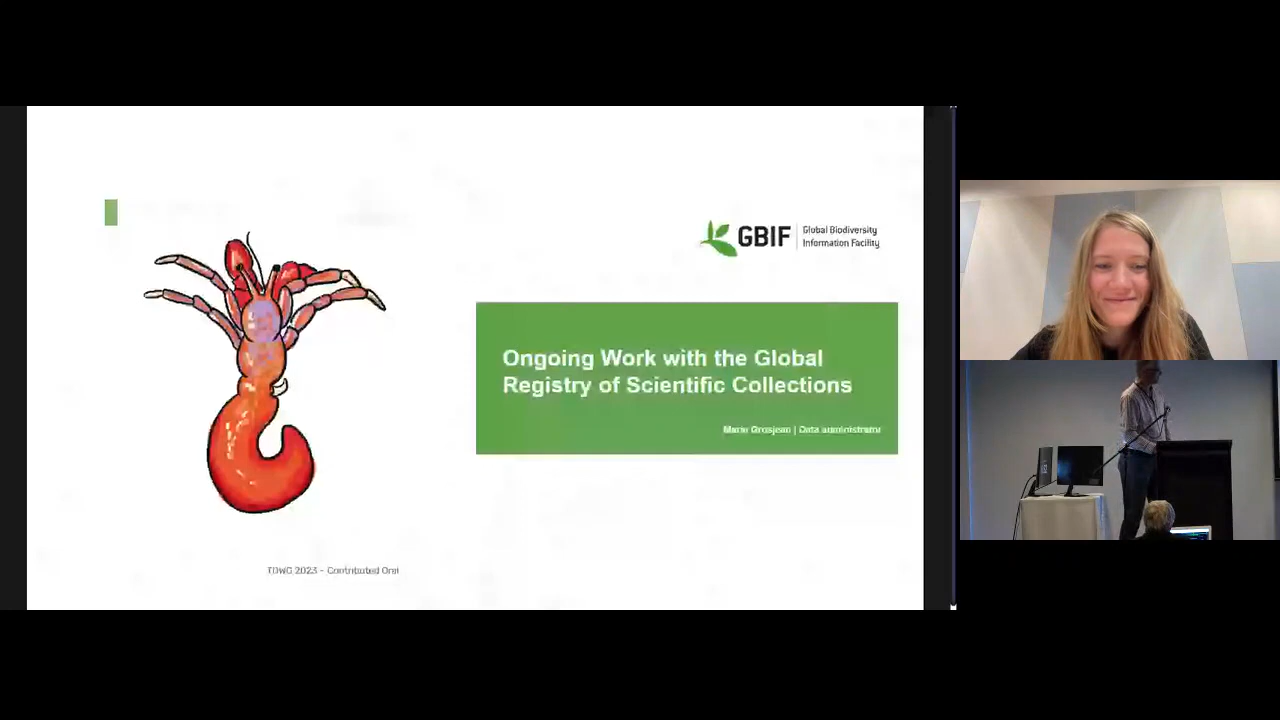 GBIF
Global Biodiversity
Information Facility
Ongoing Work with the Global
Registry of Scientific Collections
Marie Grosjean | Data administrator
TDWG 2023 - Contributed Oral